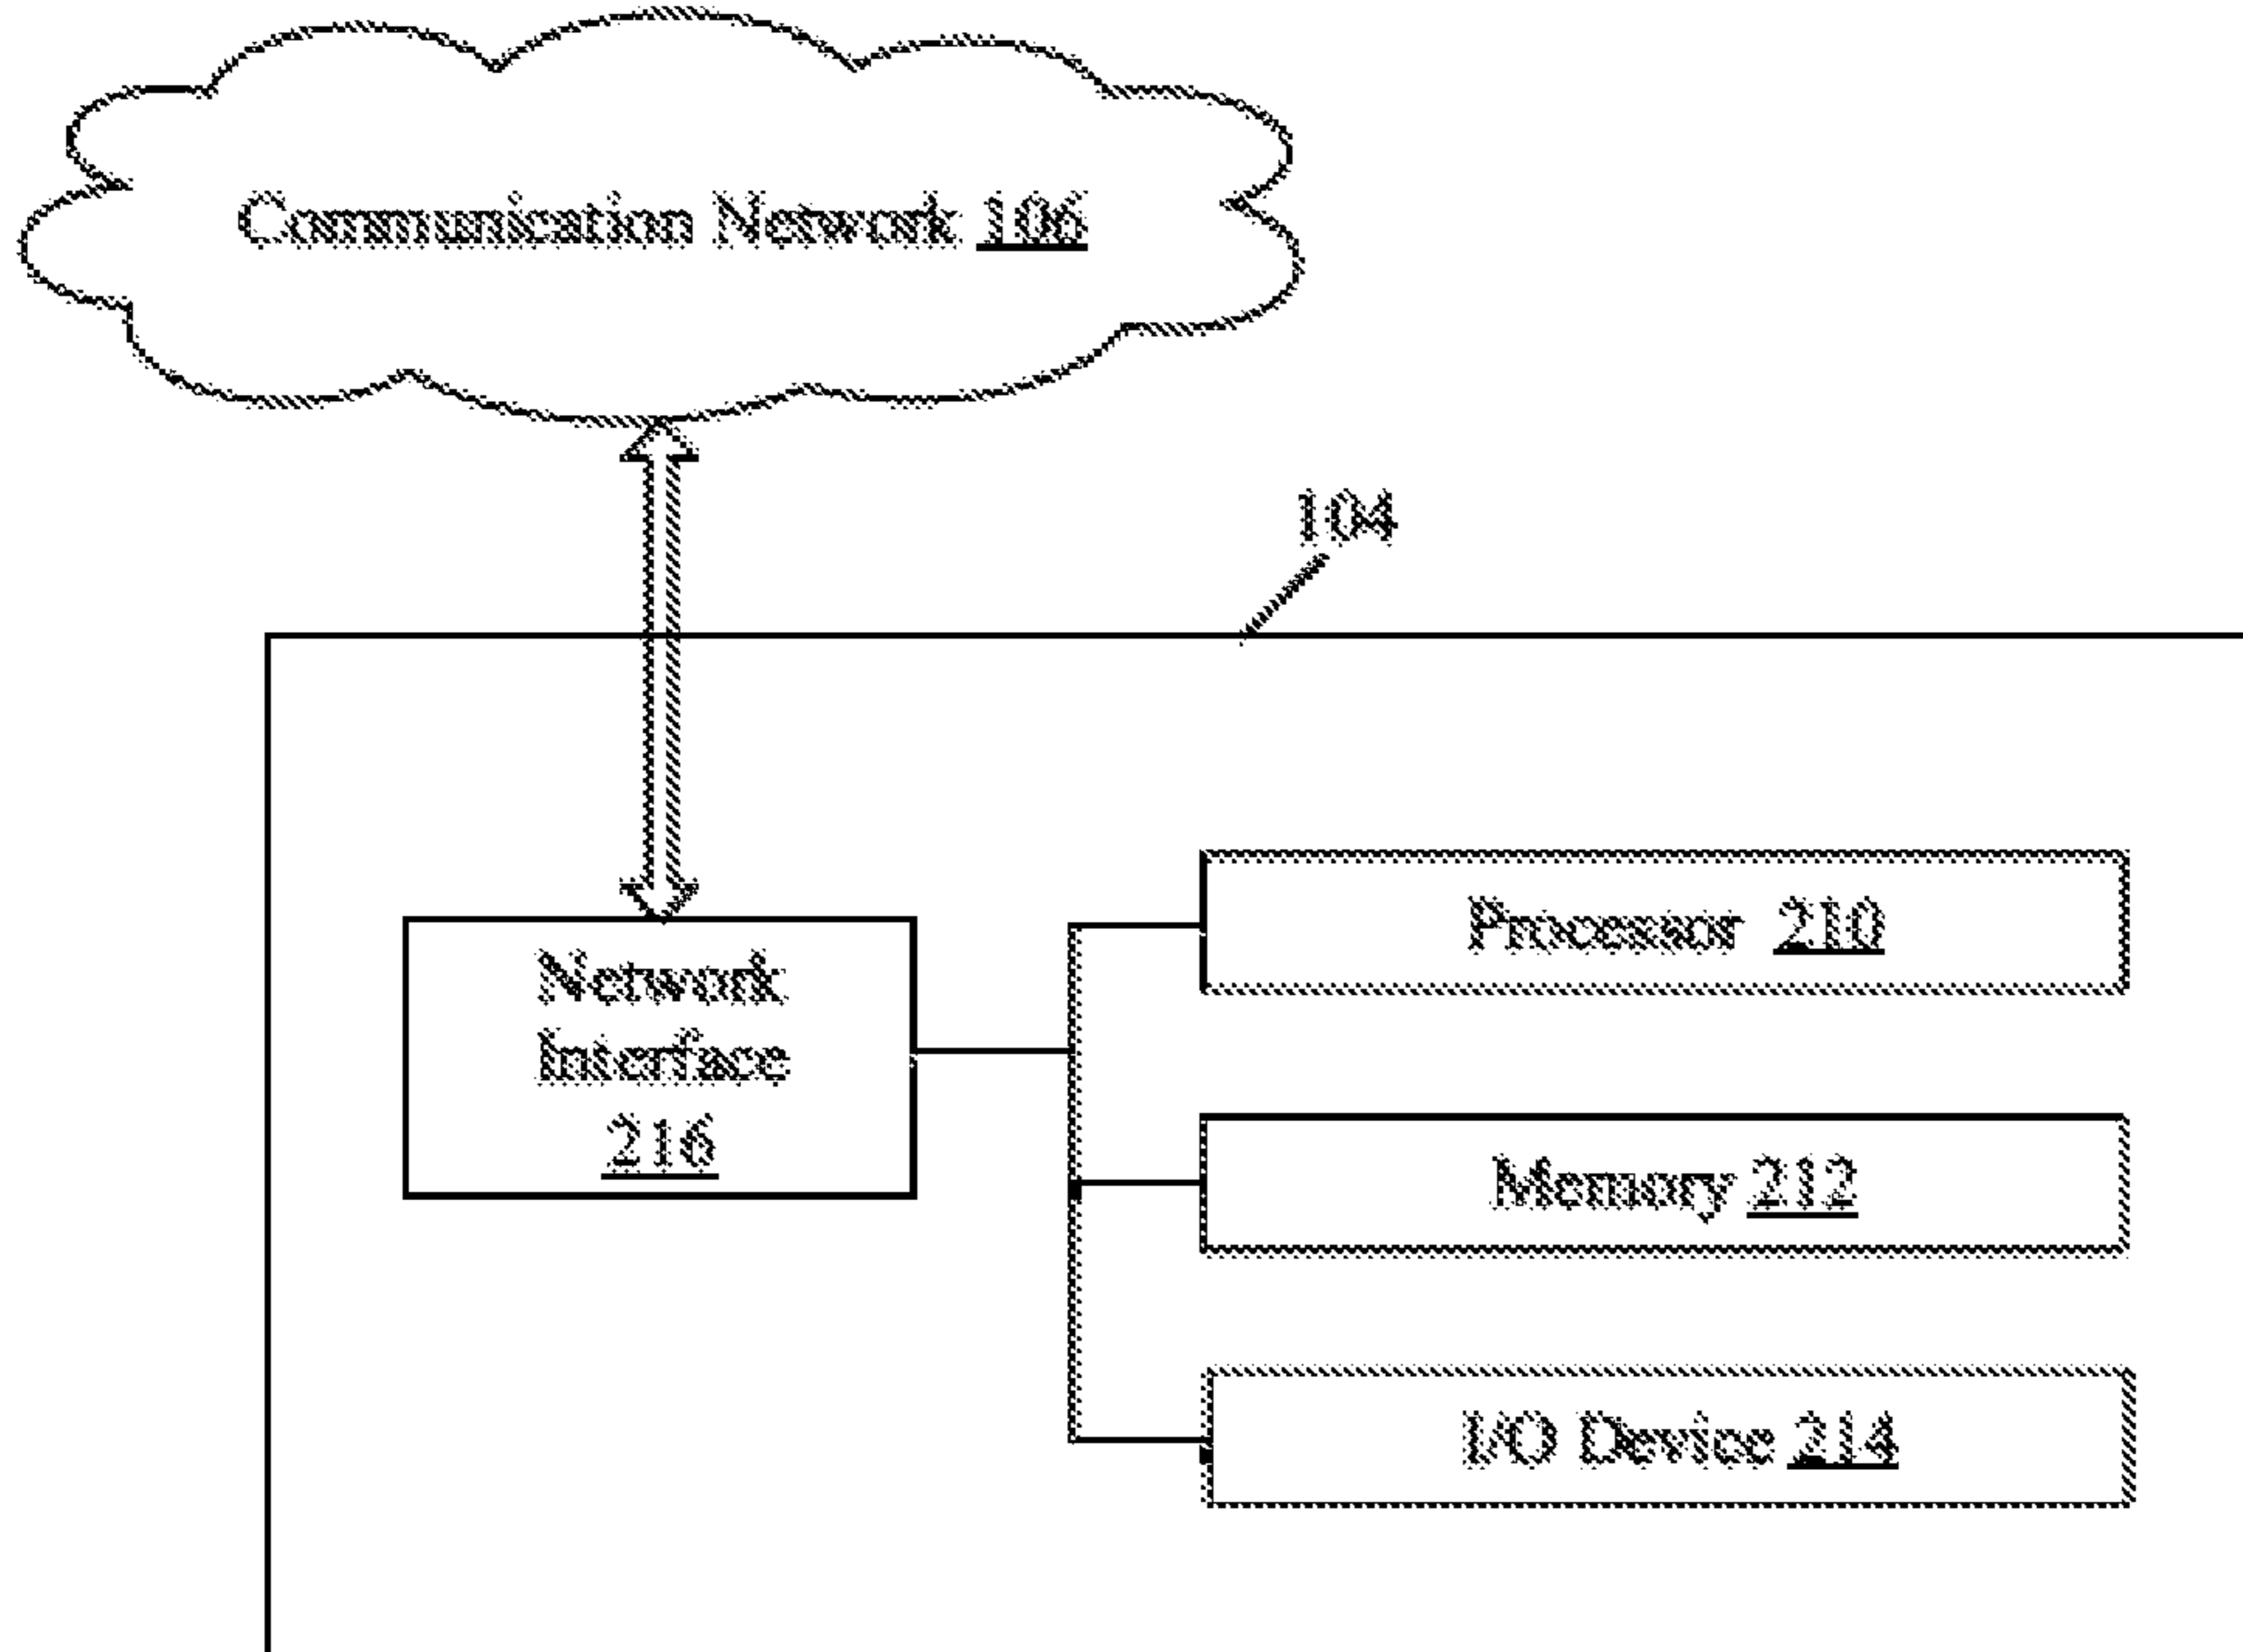 Communication Network 106
104
Network
Interface
216
Processor 210
Memory 212
I/O Device 214